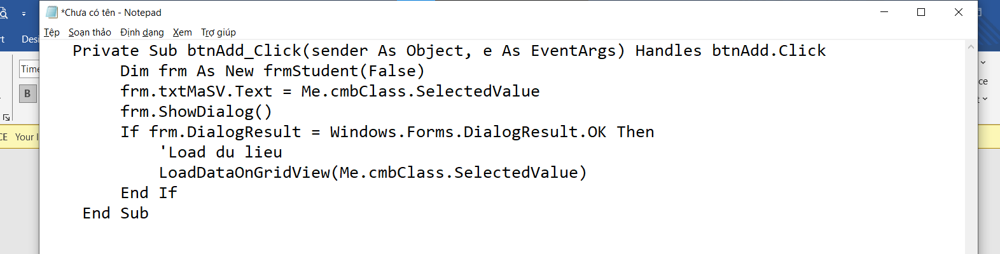 *Chưa có tên - Notepad
Tệp Soạn thảo Định dạng Xem Trợ giúp
Desi
Time
B
CE Your I
ce
Private Sub btnAdd_Click(sender As Object, e As EventArgs) Handles btnAdd.Click
Dim frm As New frmStudent(False)
frm.txtMaSV.Text = Me.cmbClass.SelectedValue
frm.ShowDialog()
If frm.DialogResult = Windows.Forms.DialogResult.OK Then
'Load du lieu
LoadDataOnGridView(Me.cmbClass.SelectedValue)
End If
End Sub